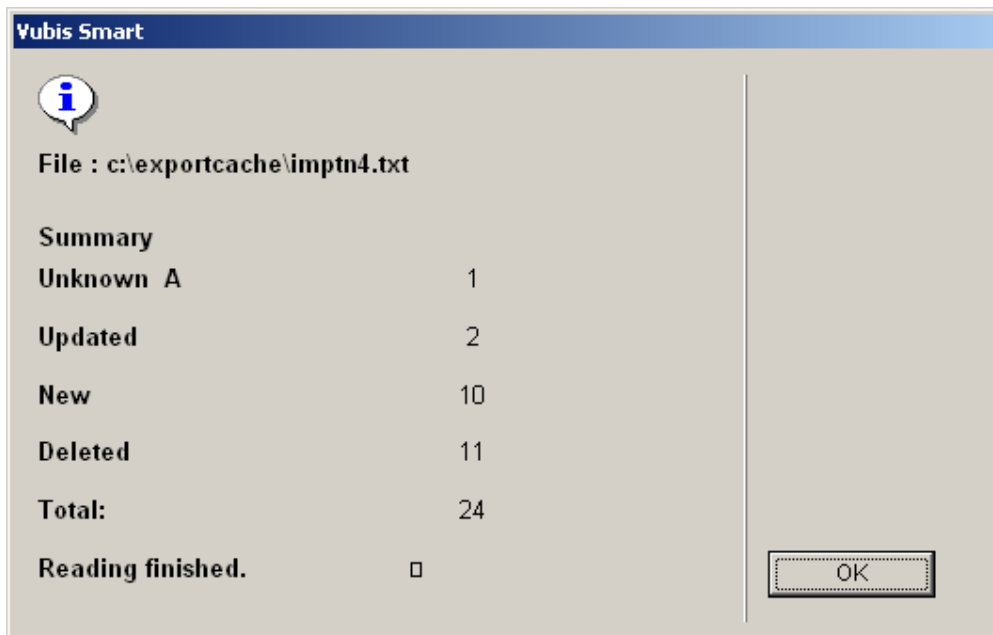 Vubis Smart
i
File : c:\exportcache\imptn4.txt
Summary
Unknown A 1
Updated 2
New 10
Deleted 11
Total: 24
Reading finished.
OK